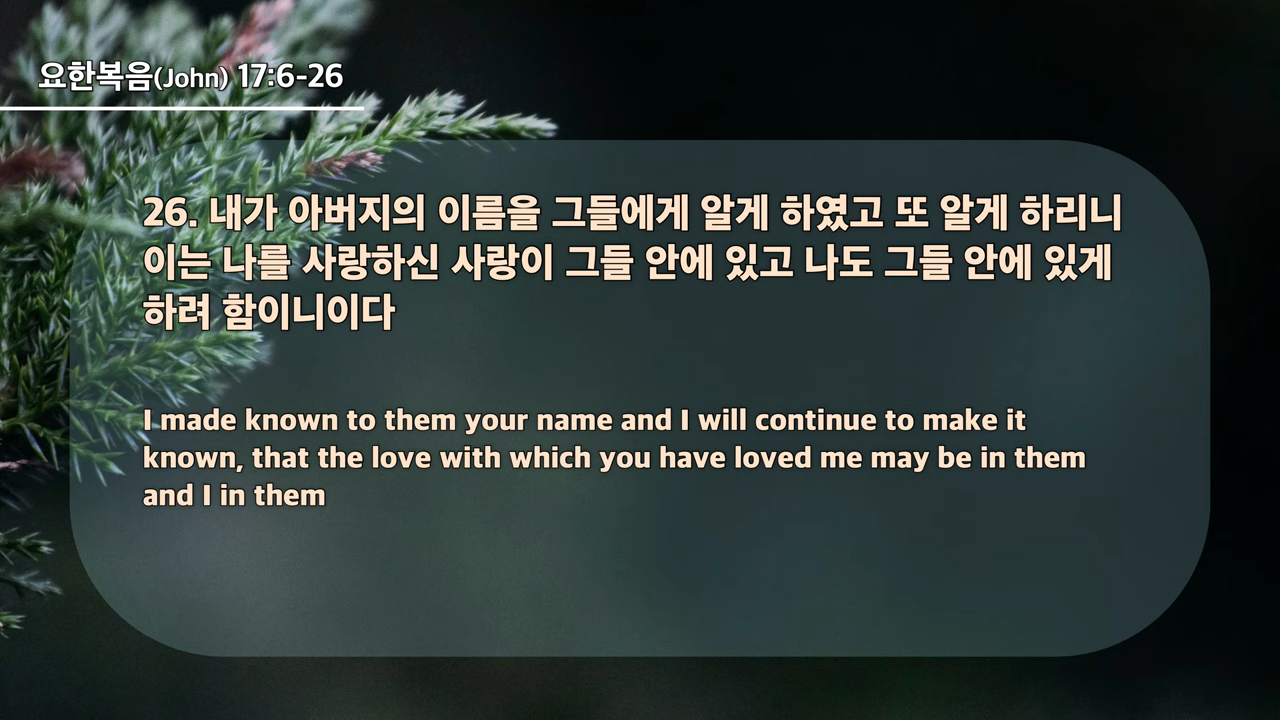 요한복음(John) 17:6-26
26. 내가 아버지의 이름을 그들에게 알게 하였고 또 알게 하리니
이는 나를 사랑하신 사랑이 그들 안에 있고 나도 그들 안에 있게
하려 함이니이다
I made known to them your name and I will continue to make it
known, that the love with which you have loved me may be in them
and I in them